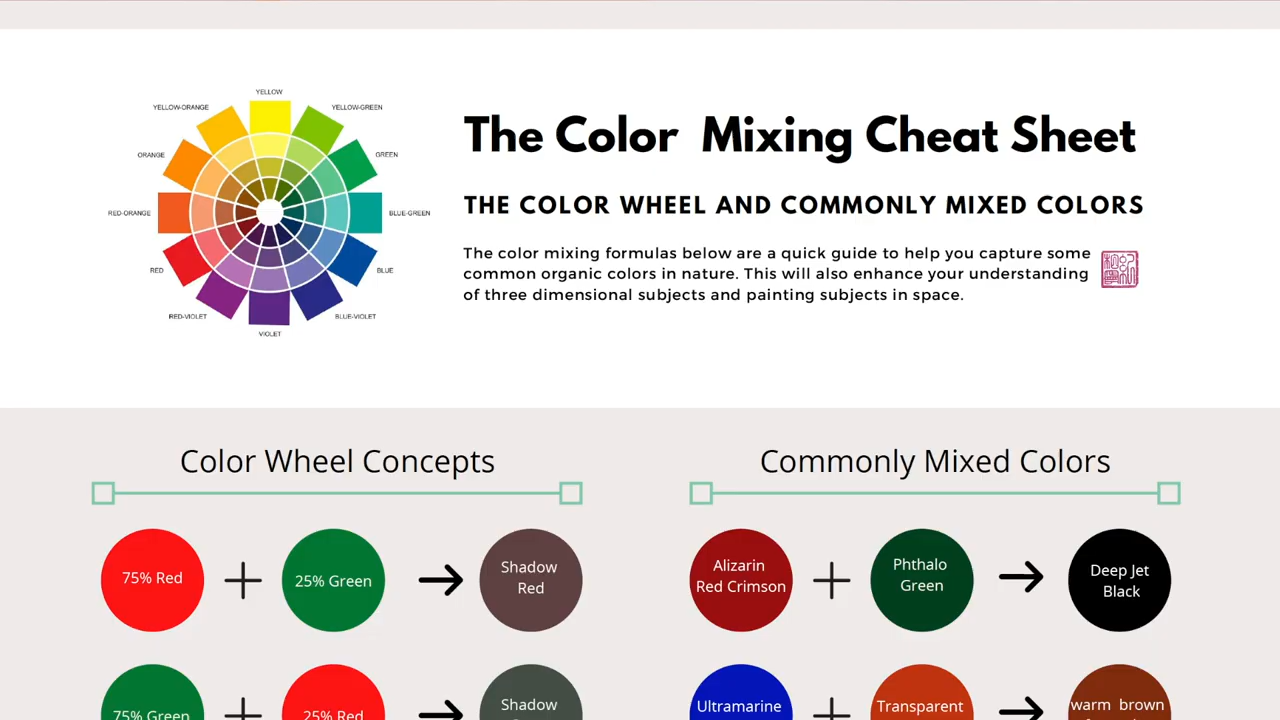 YELLOW
YELLOW-ORANGE
YELLOW-GREEN
ORANGE
GREEN
RED-ORANGE
BLUE-GREEN
RED
BLUE
RED-VIOLET
BLUE-VIOLET
VIOLET
The Color Mixing Cheat Sheet
THE COLOR WHEEL AND COMMONLY MIXED COLORS
The color mixing formulas below are a quick guide to help you capture some
common organic colors in nature. This will also enhance your understanding
of three dimensional subjects and painting subjects in space.
Color Wheel Concepts
75% Red
+
25% Green
→
Shadow
Red
75% Green
+
25% Red
→
Shadow
Commonly Mixed Colors
Alizarin
Red Crimson
+
Phthalo
Green
→
Deep Jet
Black
Ultramarine
+
Transparent
→
warm brown